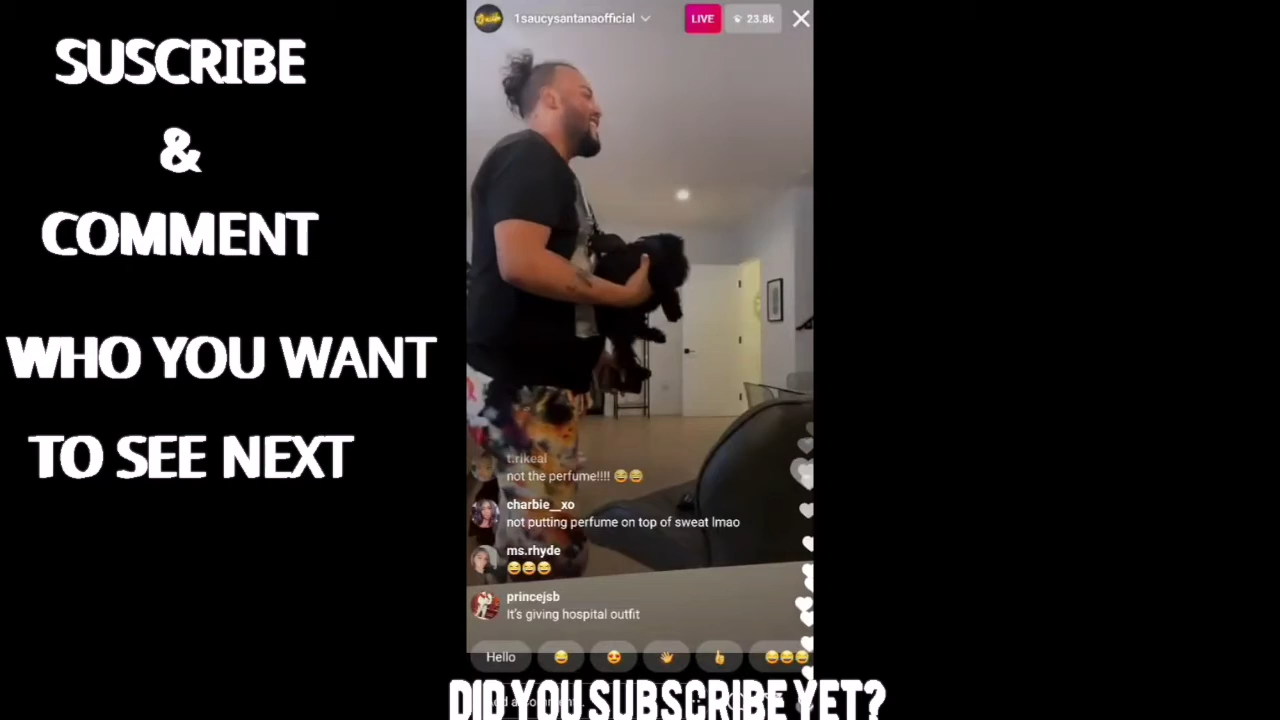 1saucysantanaofficial
LIVE
23.8k
SUSCRIBE
&
COMMENT
WHO YOU WANT
TO SEE NEXT
t.rikeal
not the perfume!!!! 😂😂
charbie__xo
not putting perfume on top of sweat lmao
ms.rhyde
😂😂😂
princejsb
It's giving hospital outfit
Hello
DID YOU SUBSCRIBE YET?